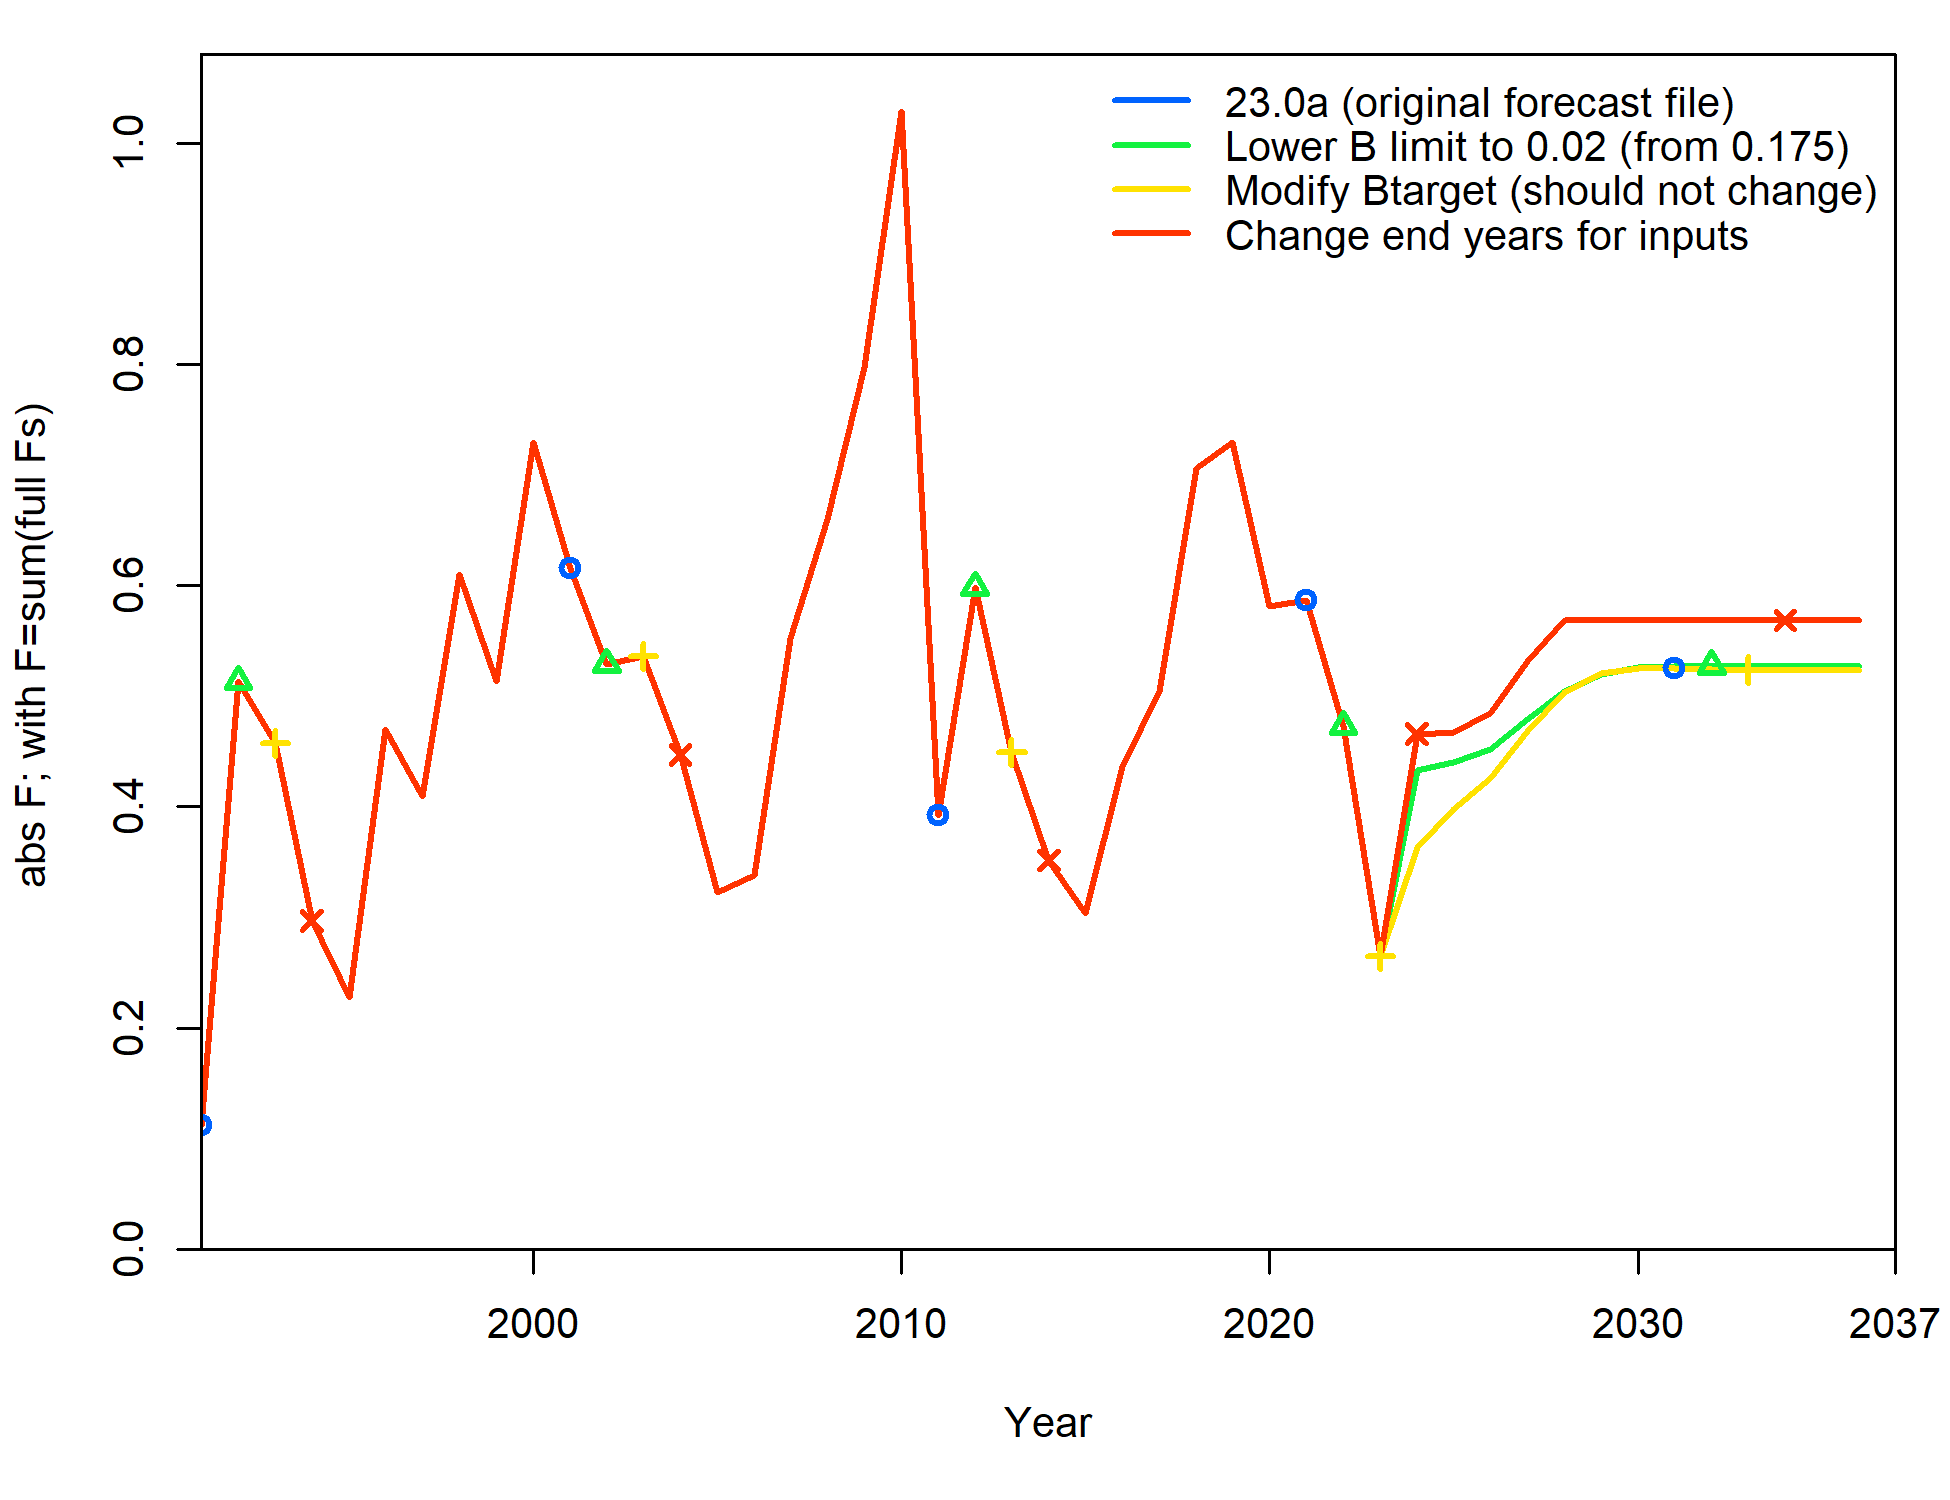 23.0a (original forecast file)
Lower B limit to 0.02 (from 0.175)
Modify Btarget (should not change)
Change end years for inputs
abs F; with F=sum(full Fs)
1.0
0.8
0.6
0.4
0.2
0.0
2000 2010 2020 2030 2037
Year